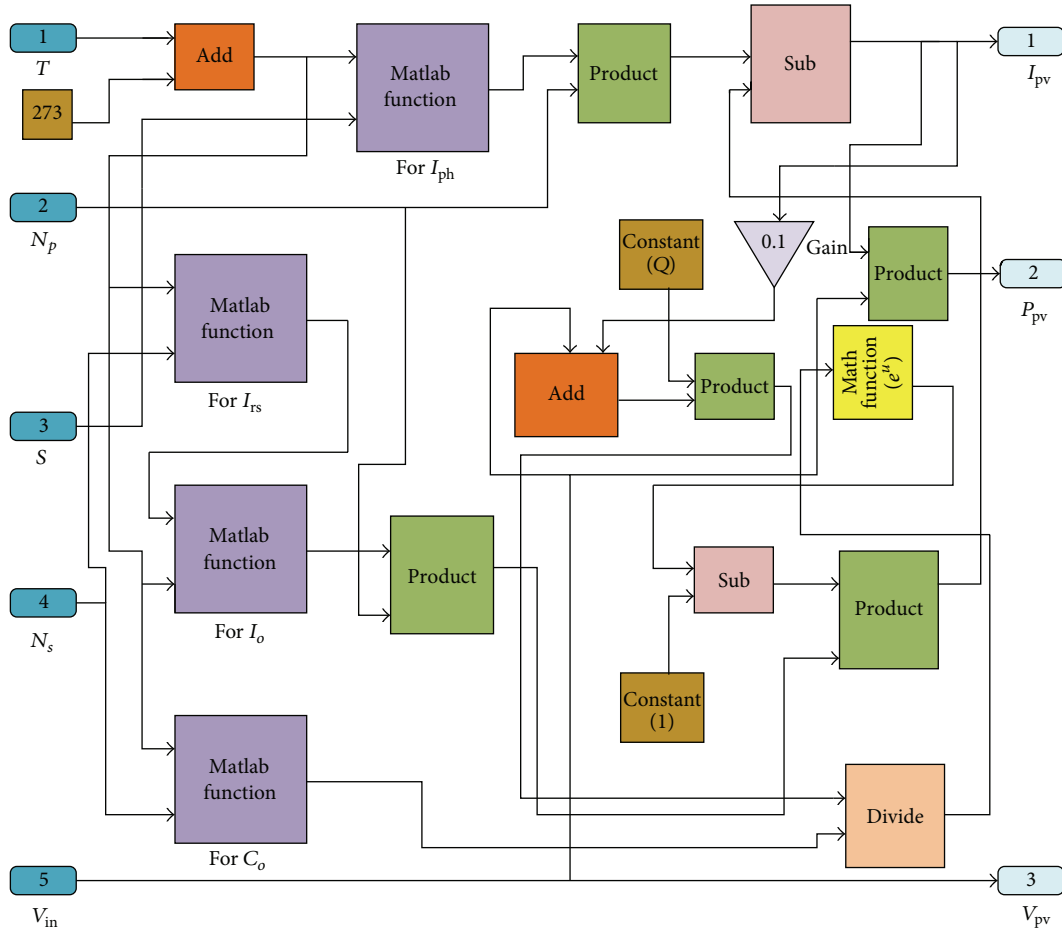 1
T
273
Add
Matlab
function
For I_ph
Product
Sub
1
I_pv
2
N_p
Constant
(Q)
0.1
Gain
Product
2
P_pv
Matlab
function
For I_rs
Add
Product
Math
function
(e^u)
3
S
Matlab
function
For I_o
Product
Sub
Product
4
N_s
Constant
(1)
Matlab
function
For C_o
Divide
5
V_in
3
V_pv